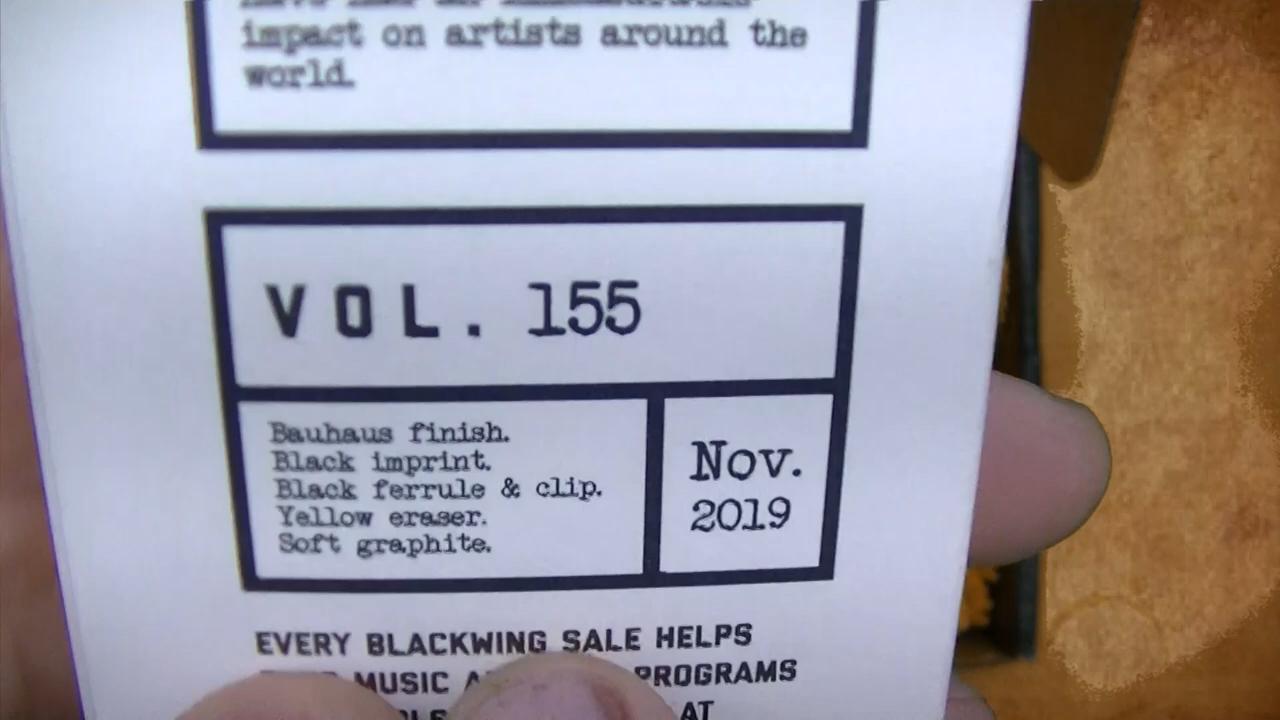 impact on artists around the
world.
VOL. 155
Bauhaus finish.
Black imprint.
Black ferrule & clip.
Yellow eraser.
Soft graphite.
Nov.
2019
EVERY BLACKWING SALE HELPS
MUSIC PROGRAMS
AT